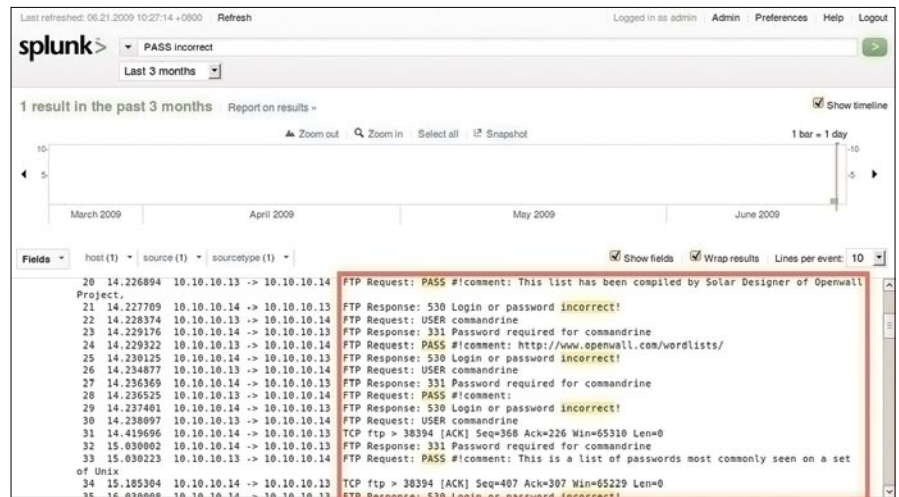 Last refreshed: 06.21.2009 10:27:14 +0800 Refresh Logged in as admin Admin Preferences Help Logout
splunk> PASS incorrect >
Last 3 months
1 result in the past 3 months Report on results » Show timeline
Zoom out Zoom in Select all Snapshot 1 bar = 1 day
10- -10
5- -5
March 2009 April 2009 May 2009 June 2009
Fields host (1) source (1) sourcetype (1) Show fields Wrap results Lines per event: 10
20 14.226894 10.10.10.13 -> 10.10.10.14 FTP Request: PASS #!comment: This list has been compiled by Solar Designer of Openwall
Project,
21 14.227709 10.10.10.14 -> 10.10.10.13 FTP Response: 530 Login or password incorrect!
22 14.228374 10.10.10.13 -> 10.10.10.14 FTP Request: USER commandrine
23 14.229176 10.10.10.14 -> 10.10.10.13 FTP Response: 331 Password required for commandrine
24 14.229322 10.10.10.13 -> 10.10.10.14 FTP Request: PASS #!comment: http://www.openwall.com/wordlists/
25 14.230125 10.10.10.14 -> 10.10.10.13 FTP Response: 530 Login or password incorrect!
26 14.234877 10.10.10.13 -> 10.10.10.14 FTP Request: USER commandrine
27 14.236369 10.10.10.14 -> 10.10.10.13 FTP Response: 331 Password required for commandrine
28 14.236525 10.10.10.13 -> 10.10.10.14 FTP Request: PASS #!comment:
29 14.237401 10.10.10.14 -> 10.10.10.13 FTP Response: 530 Login or password incorrect!
30 14.238097 10.10.10.13 -> 10.10.10.14 FTP Request: USER commandrine
31 14.419696 10.10.10.14 -> 10.10.10.13 TCP ftp > 38394 [ACK] Seq=368 Ack=226 Win=65310 Len=0
32 15.030002 10.10.10.14 -> 10.10.10.13 FTP Response: 331 Password required for commandrine
33 15.030223 10.10.10.13 -> 10.10.10.14 FTP Request: PASS #!comment: This is a list of passwords most commonly seen on a set
of Unix
34 15.185304 10.10.10.14 -> 10.10.10.13 TCP ftp > 38394 [ACK] Seq=407 Ack=307 Win=65229 Len=0
35 16.030008 10.10.10.14 -> 10.10.10.13 FTP Response: 530 Login or password incorrect!